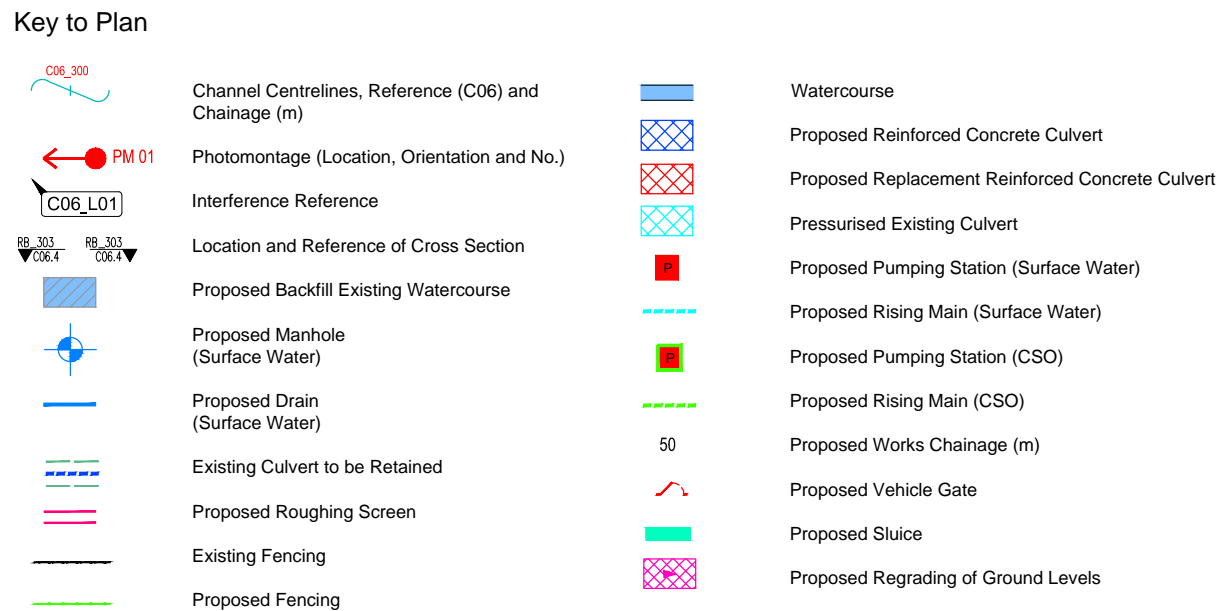 Key to Plan
C06_300
Channel Centrelines, Reference (C06) and
Chainage (m)
PM 01
Photomontage (Location, Orientation and No.)
C06_L01
Interference Reference
RB_303 RB_303
C06.4 C06.4
Location and Reference of Cross Section
Proposed Backfill Existing Watercourse
Proposed Manhole
(Surface Water)
Proposed Drain
(Surface Water)
Existing Culvert to be Retained
Proposed Roughing Screen
Existing Fencing
Proposed Fencing
Watercourse
Proposed Reinforced Concrete Culvert
Proposed Replacement Reinforced Concrete Culvert
Pressurised Existing Culvert
P
Proposed Pumping Station (Surface Water)
Proposed Rising Main (Surface Water)
P
Proposed Pumping Station (CSO)
Proposed Rising Main (CSO)
50
Proposed Works Chainage (m)
Proposed Vehicle Gate
Proposed Sluice
Proposed Regrading of Ground Levels